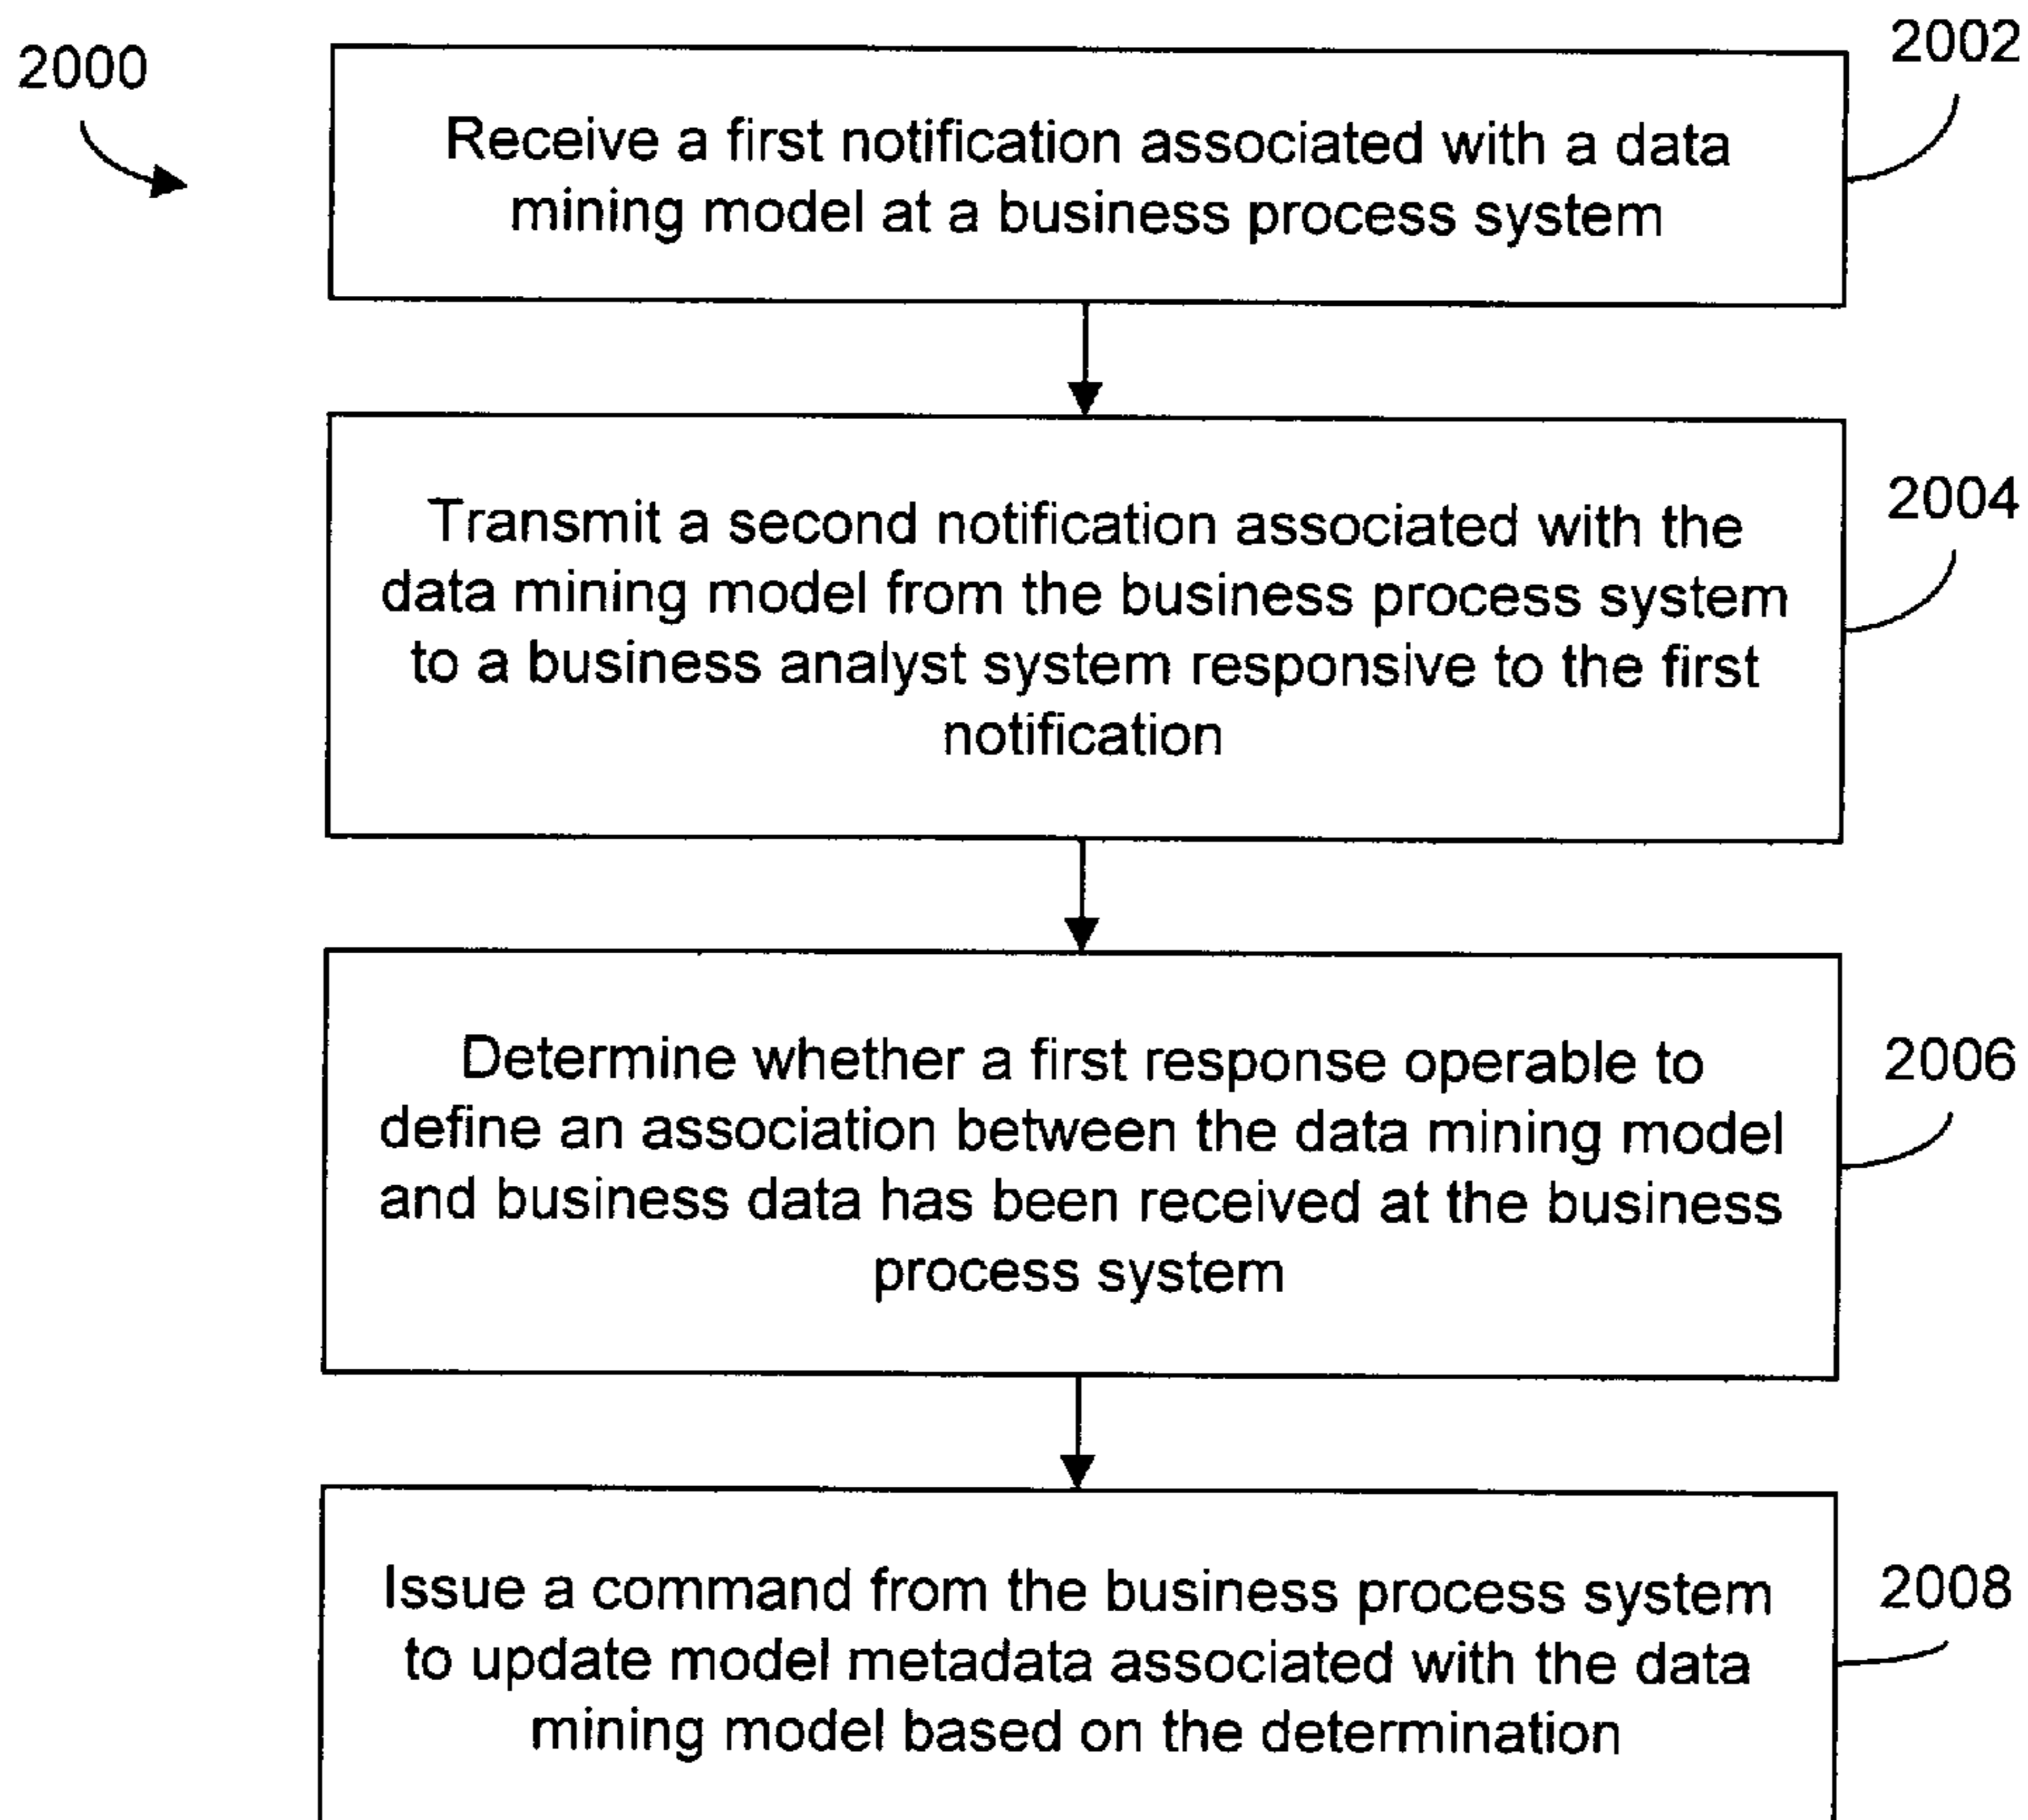 2000
2002
Receive a first notification associated with a data
mining model at a business process system
2004
Transmit a second notification associated with the
data mining model from the business process system
to a business analyst system responsive to the first
notification
2006
Determine whether a first response operable to
define an association between the data mining model
and business data has been received at the business
process system
2008
Issue a command from the business process system
to update model metadata associated with the data
mining model based on the determination